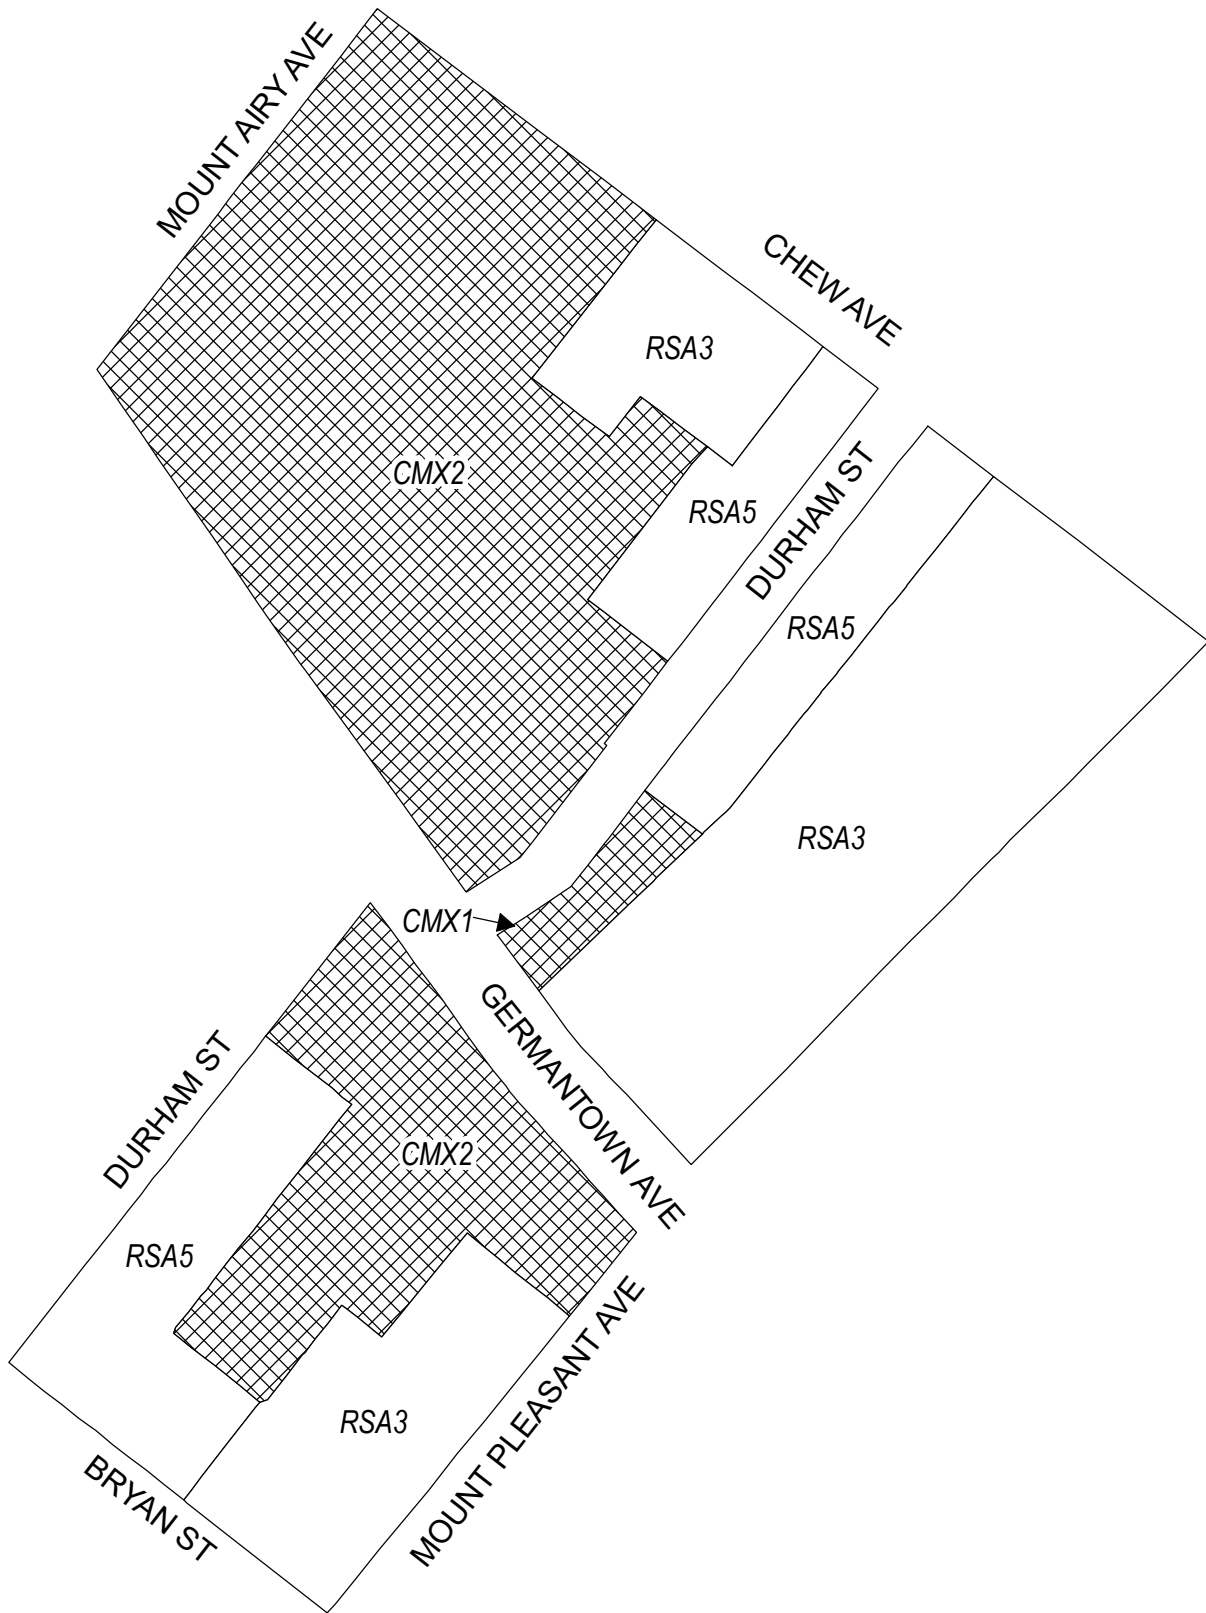 MOUNT AIRY AVE
CHEW AVE
RSA3
CMX2
RSA5
DURHAM ST
RSA5
RSA3
CMX1
GERMANTOWN AVE
DURHAM ST
CMX2
RSA5
MOUNT PLEASANT AVE
RSA3
BRYAN ST